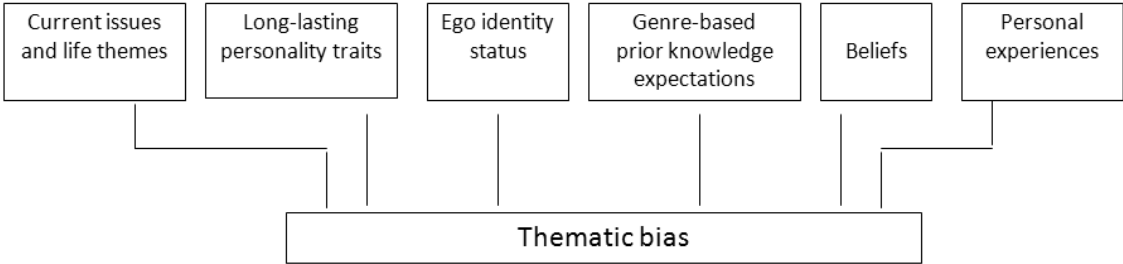 Current issues
and life themes
Long-lasting
personality traits
Ego identity
status
Genre-based
prior knowledge
expectations
Beliefs
Personal
experiences
Thematic bias